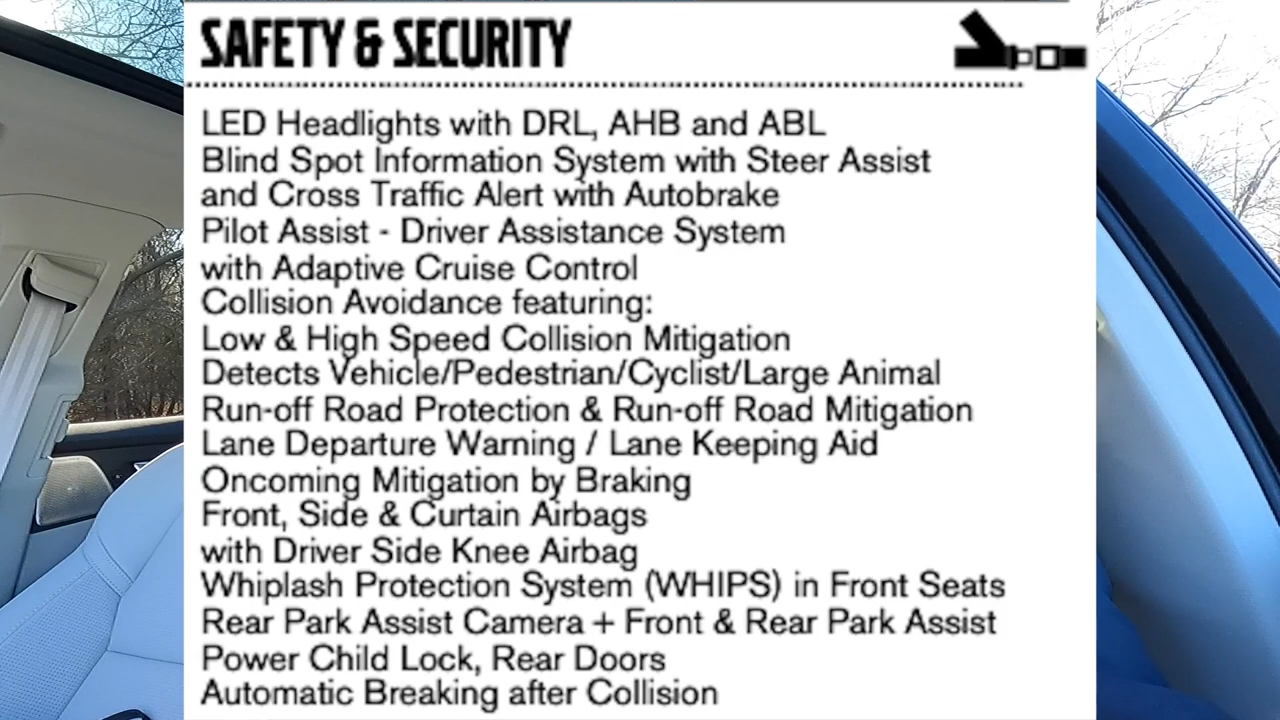 SAFETY & SECURITY
LED Headlights with DRL, AHB and ABL
Blind Spot Information System with Steer Assist
and Cross Traffic Alert with Autobrake
Pilot Assist - Driver Assistance System
with Adaptive Cruise Control
Collision Avoidance featuring:
Low & High Speed Collision Mitigation
Detects Vehicle/Pedestrian/Cyclist/Large Animal
Run-off Road Protection & Run-off Road Mitigation
Lane Departure Warning / Lane Keeping Aid
Oncoming Mitigation by Braking
Front, Side & Curtain Airbags
with Driver Side Knee Airbag
Whiplash Protection System (WHIPS) in Front Seats
Rear Park Assist Camera + Front & Rear Park Assist
Power Child Lock, Rear Doors
Automatic Breaking after Collision